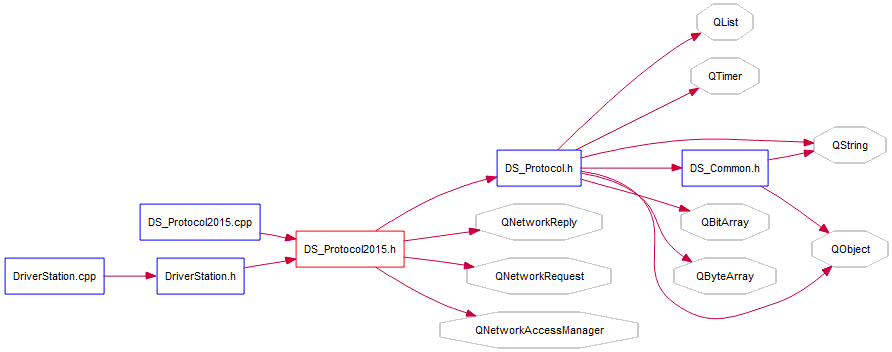 QList
QTimer
QString
DS_Protocol.h
DS_Common.h
DS_Protocol2015.cpp
QNetworkReply
QBitArray
DS_Protocol2015.h
QObject
DriverStation.cpp
DriverStation.h
QNetworkRequest
QByteArray
QNetworkAccessManager